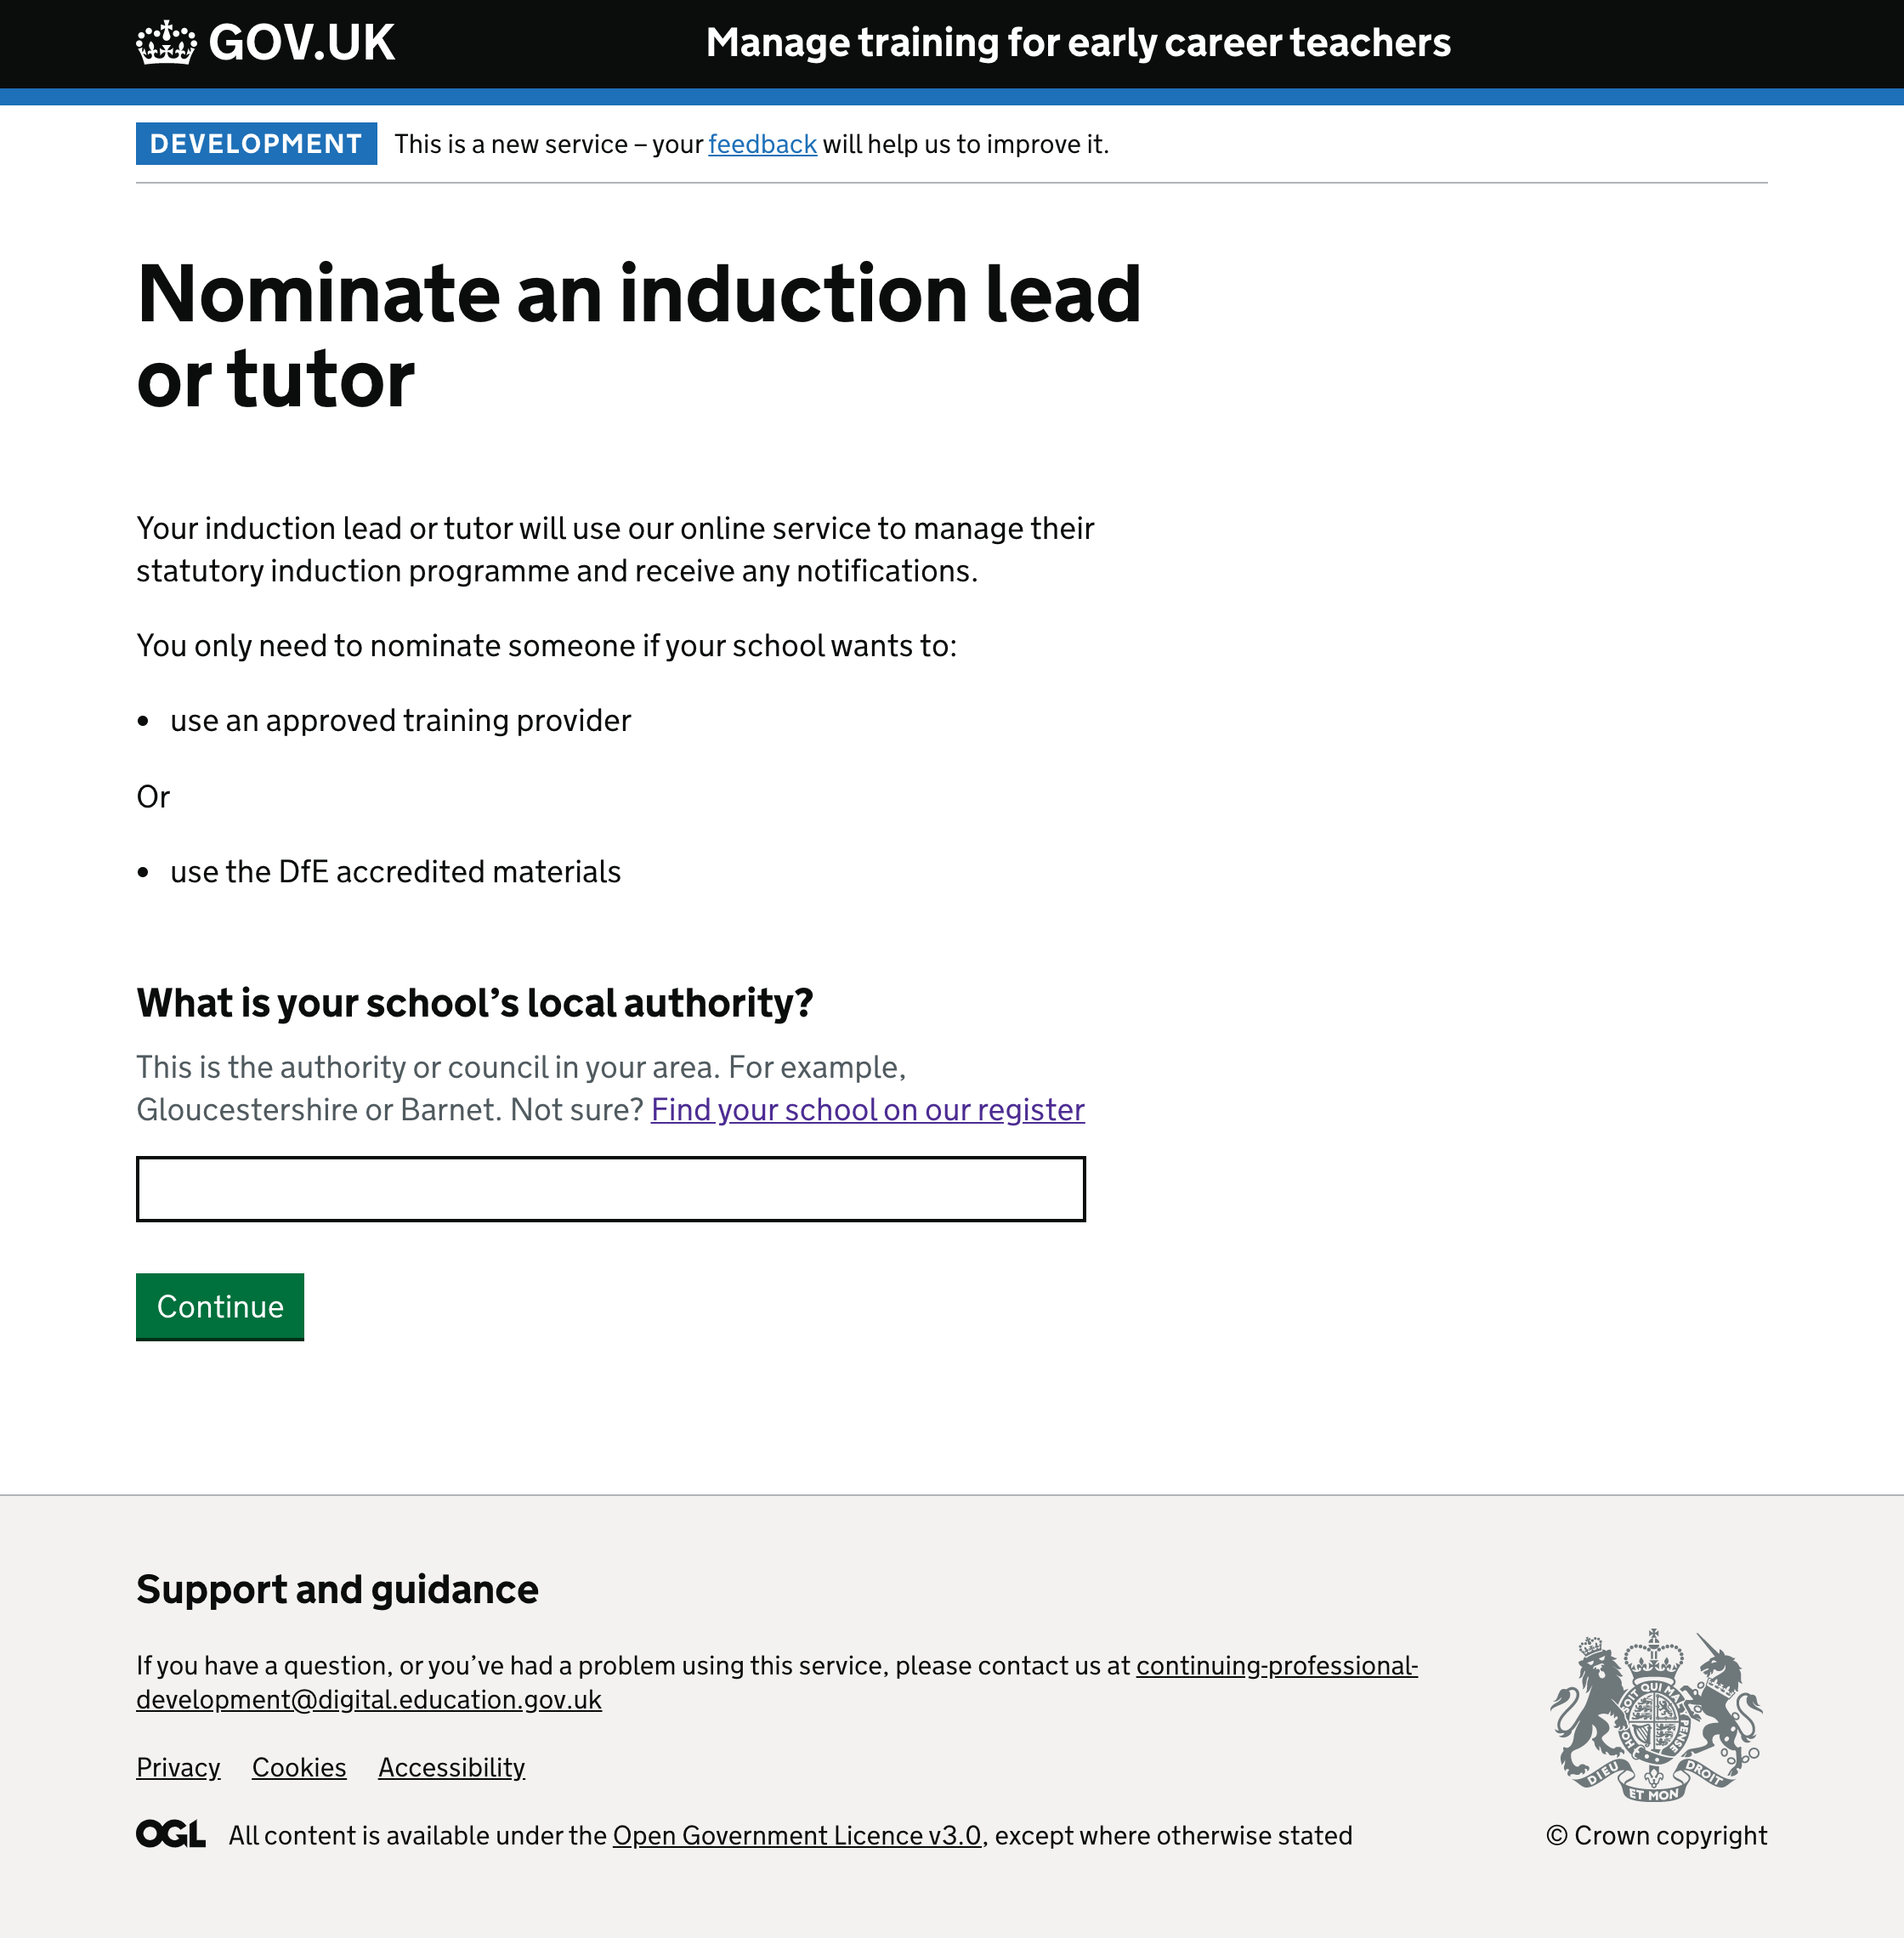 GOV.UK
Manage training for early career teachers
DEVELOPMENT This is a new service – your feedback will help us to improve it.
Nominate an induction lead
or tutor
Your induction lead or tutor will use our online service to manage their
statutory induction programme and receive any notifications.
You only need to nominate someone if your school wants to:
• use an approved training provider
Or
• use the DfE accredited materials
What is your school’s local authority?
This is the authority or council in your area. For example,
Gloucestershire or Barnet. Not sure? Find your school on our register
Continue
Support and guidance
If you have a question, or you’ve had a problem using this service, please contact us at continuing-professional-
development@digital.education.gov.uk
Privacy Cookies Accessibility
OGL All content is available under the Open Government Licence v3.0, except where otherwise stated
SOIT QUI MAL Y PENSE HON
DIEU ET MON DROIT
© Crown copyright